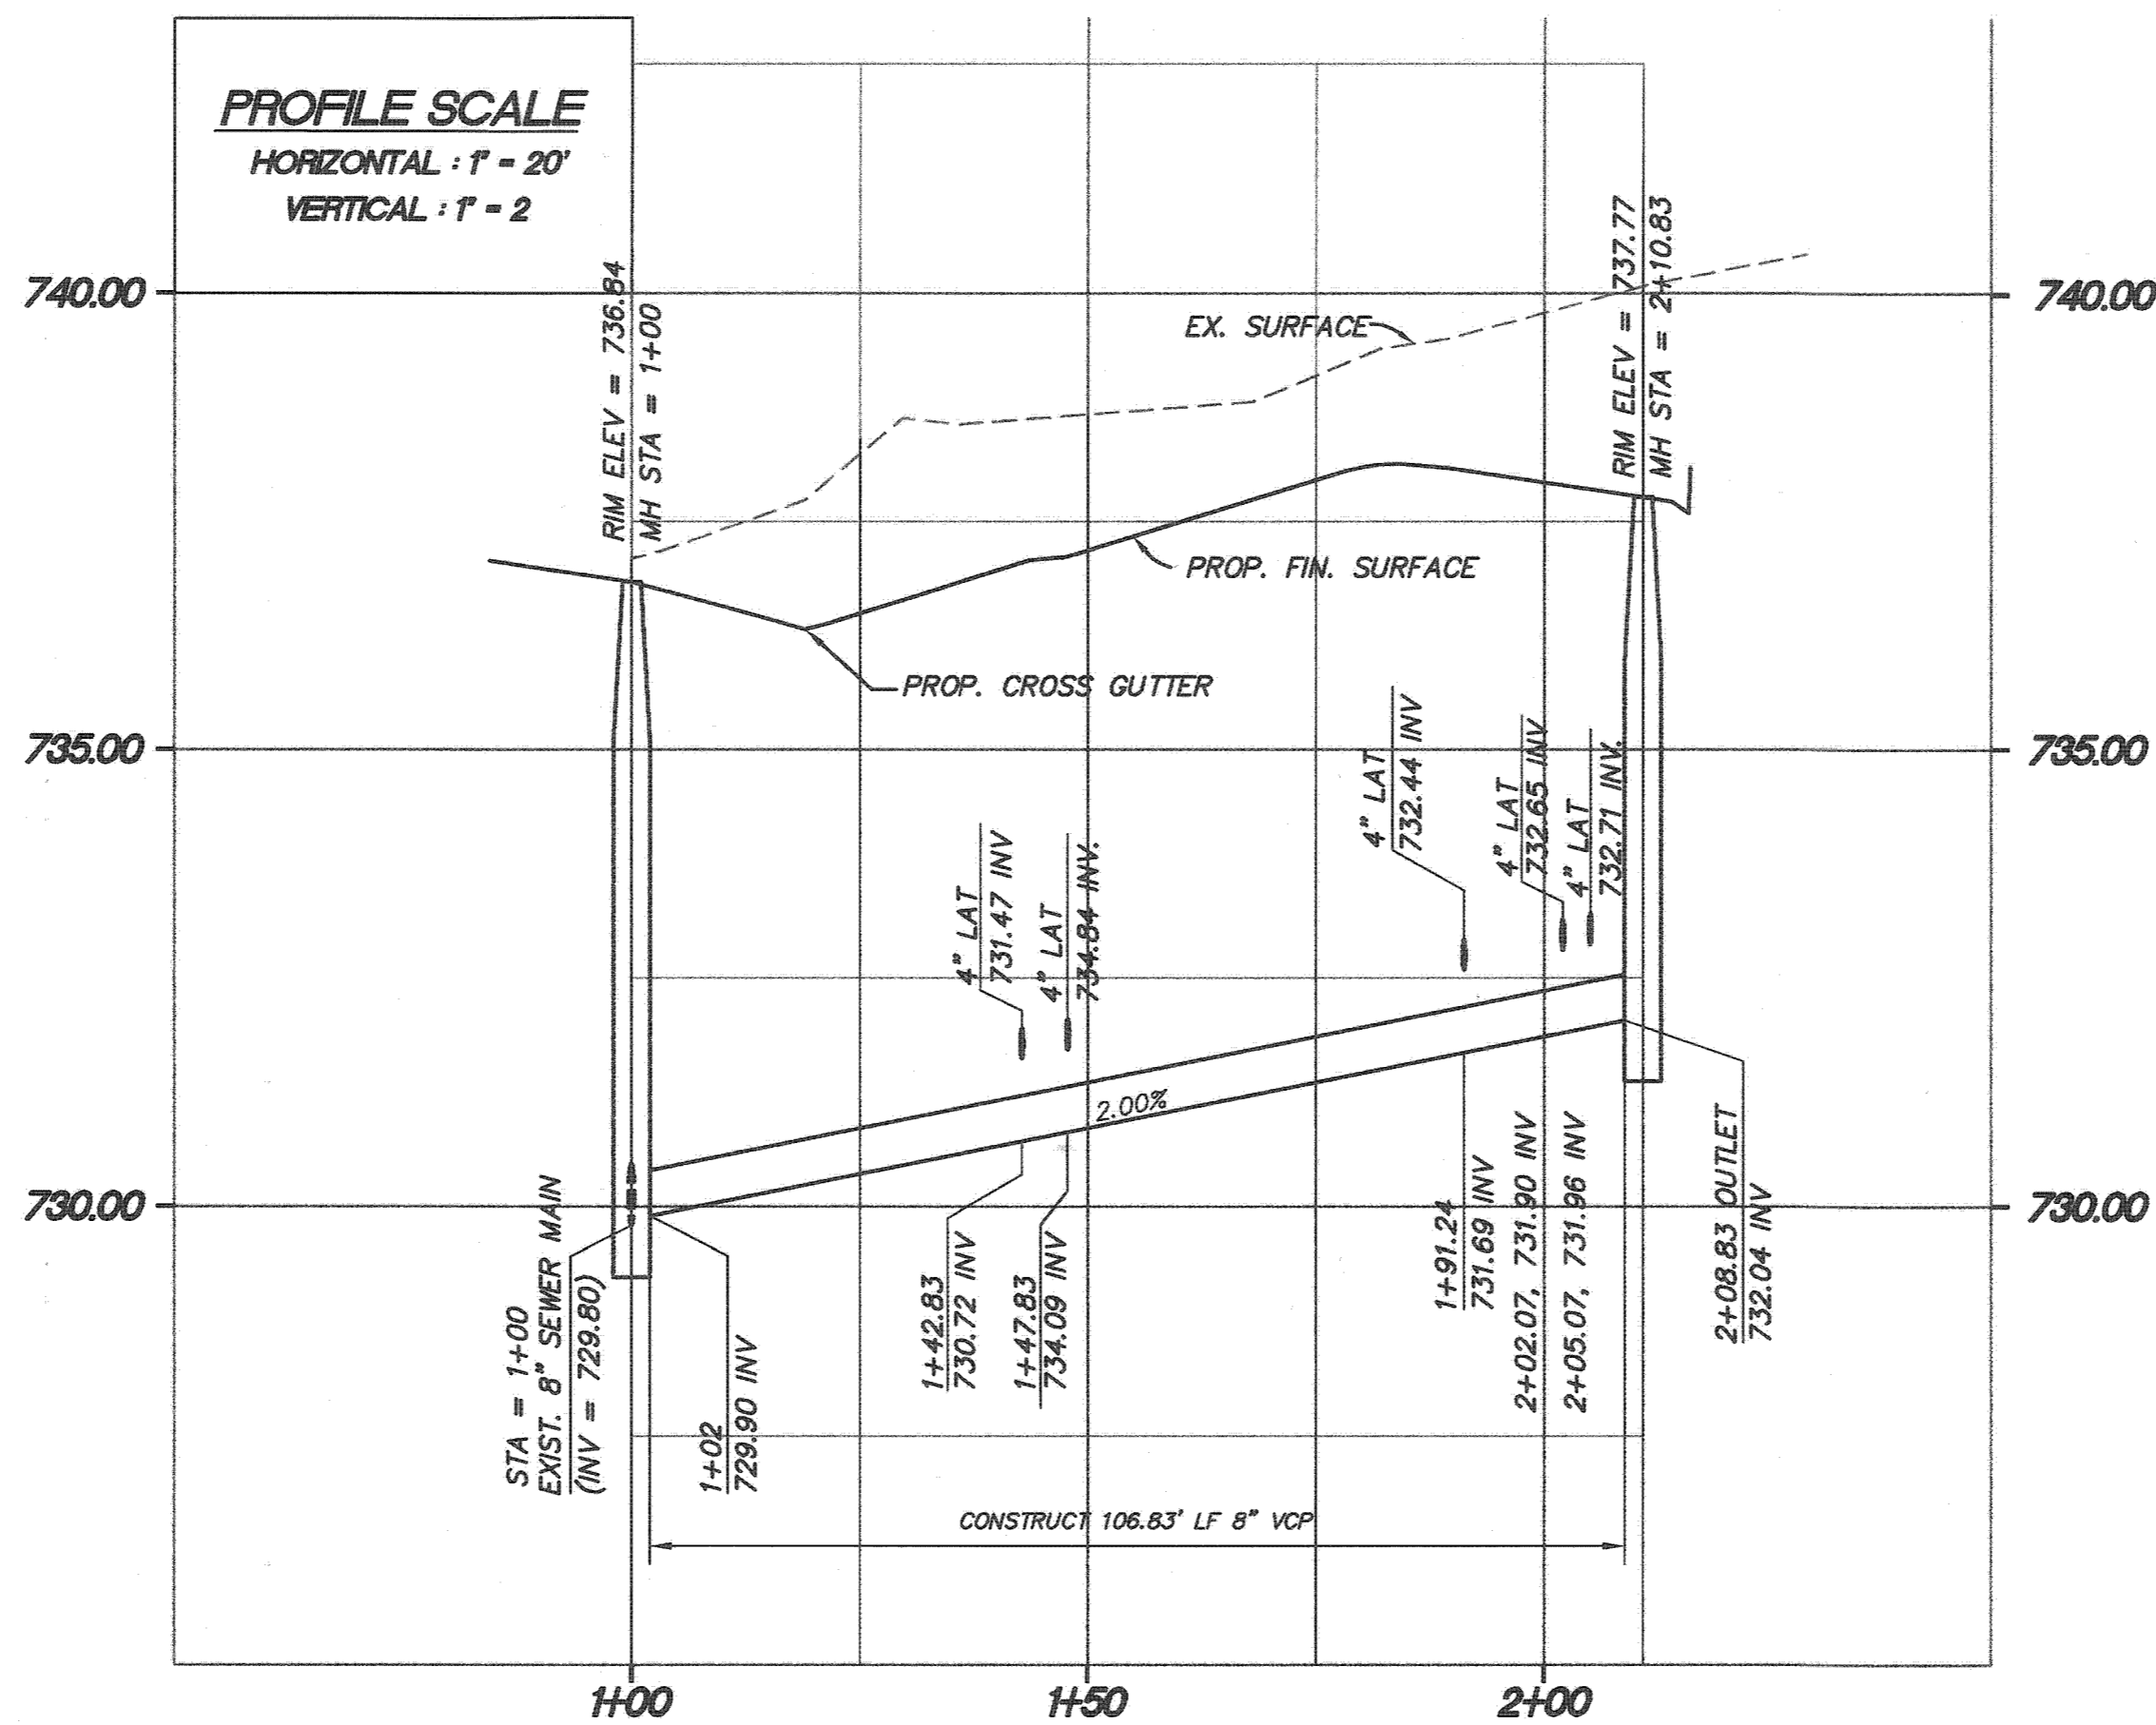 PROFILE SCALE
HORIZONTAL : 1" = 20'
VERTICAL : 1" = 2
740.00
740.00
RIM ELEV = 736.84
MH STA = 1+00
RIM ELEV = 737.77
MH STA = 2+10.83
EX. SURFACE
PROP. FIN. SURFACE
PROP. CROSS GUTTER
735.00
735.00
4" LAT
731.47 INV
4" LAT
734.84 INV.
4" LAT
732.44 INV
4" LAT
732.65 INV
4" LAT
732.71 INV.
2.00%
730.00
730.00
STA = 1+00
EXIST. 8" SEWER MAIN
(INV = 729.80)
1+02
729.90 INV
1+42.83
730.72 INV
1+47.83
734.09 INV
1+91.24
731.69 INV
2+02.07, 731.90 INV
2+05.07, 731.96 INV
2+08.83 OUTLET
732.04 INV
CONSTRUCT 106.83' LF 8" VCP
1+00
1+50
2+00